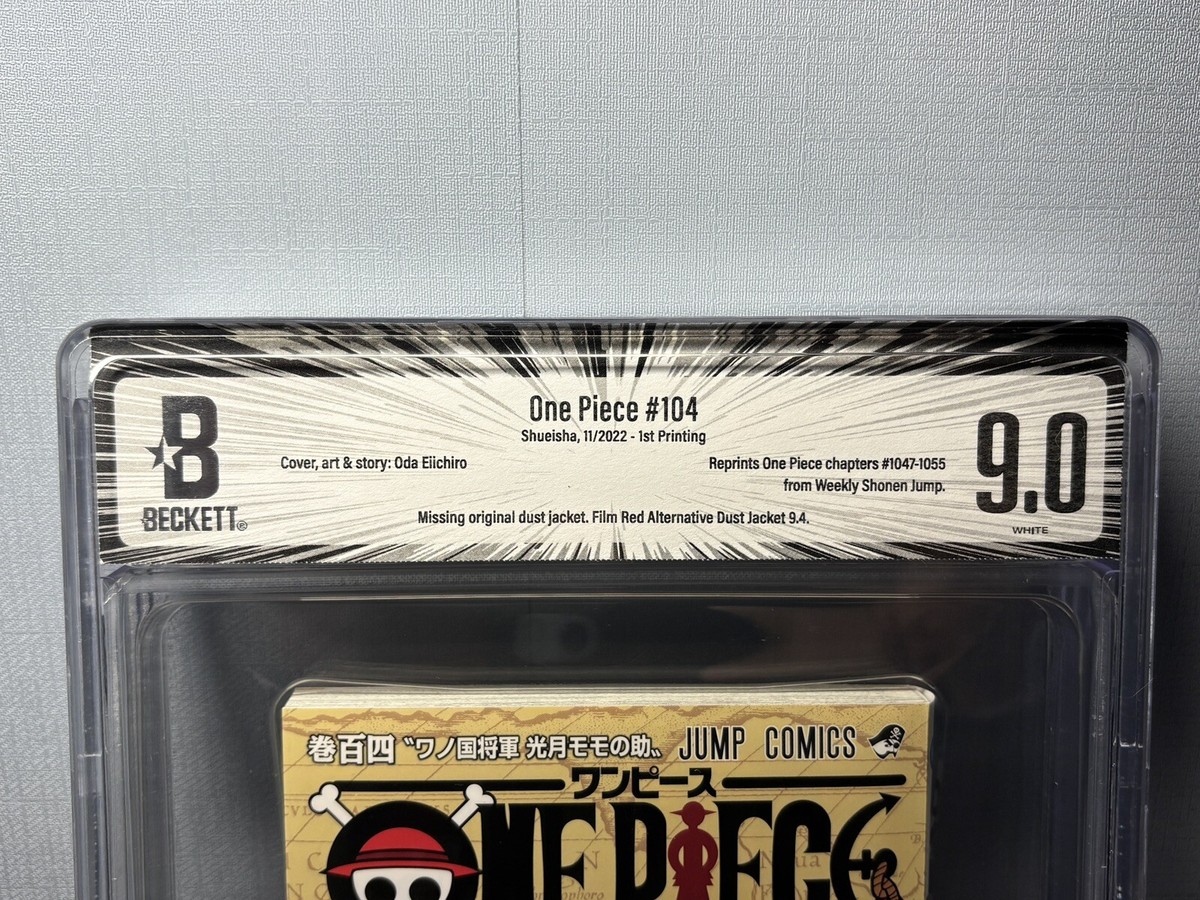 One Piece #104
Shueisha, 11/2022 - 1st Printing
Cover, art & story: Oda Eiichiro
Reprints One Piece chapters #1047-1055
from Weekly Shonen Jump.
Missing original dust jacket. Film Red Alternative Dust Jacket 9.4.
B
BECKETT®
9.0
WHITE
巻百四 〝ワノ国将軍 光月モモの助〟 JUMP COMICS
ワンピース
ONE PIECE